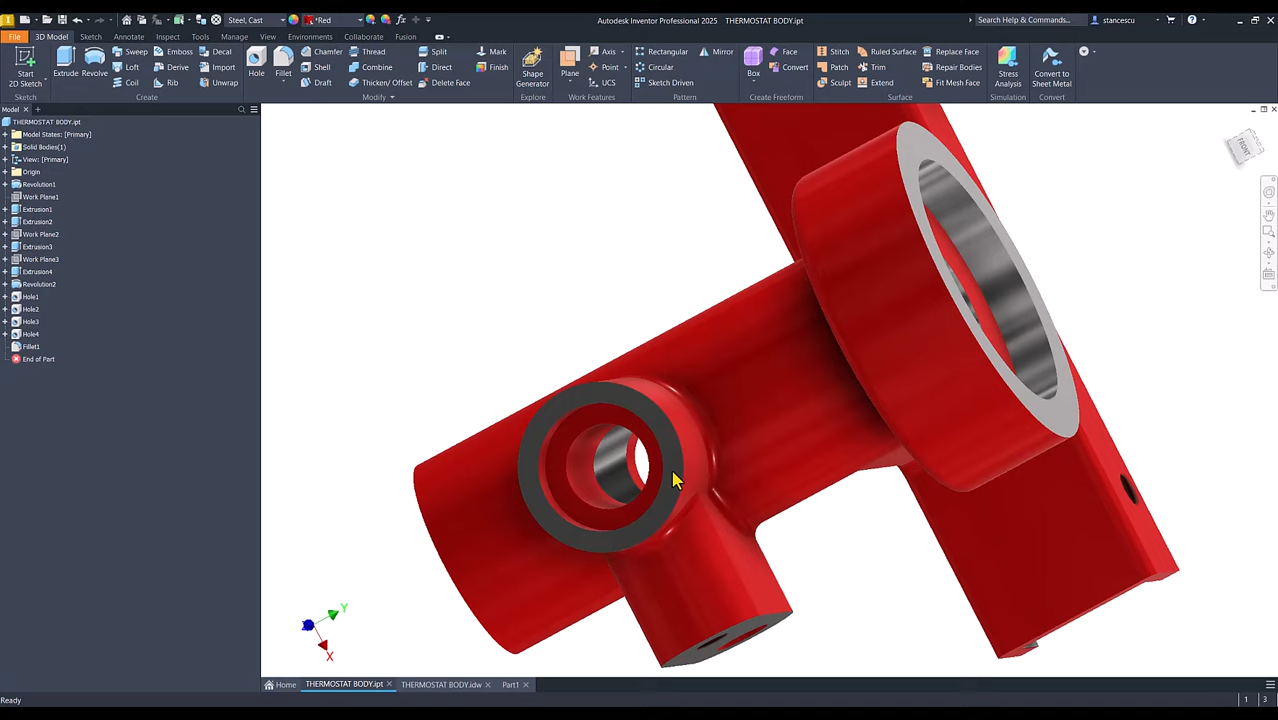 Steel, Cast
*Red
Autodesk Inventor Professional 2025 THERMOSTAT BODY.ipt
Search Help & Commands...
stancescu
File
3D Model
Sketch
Annotate
Inspect
Tools
Manage
View
Environments
Collaborate
Fusion
Start
2D Sketch
Extrude
Revolve
Sweep
Emboss
Decal
Loft
Derive
Import
Coil
Rib
Unwrap
Hole
Fillet
Chamfer
Thread
Split
Mark
Shell
Combine
Direct
Finish
Draft
Thicken/ Offset
Delete Face
Shape
Generator
Plane
Axis
Point
UCS
Rectangular
Mirror
Circular
Sketch Driven
Box
Face
Convert
Stitch
Ruled Surface
Replace Face
Patch
Trim
Repair Bodies
Sculpt
Extend
Fit Mesh Face
Stress
Analysis
Convert to
Sheet Metal
Sketch
Create
Modify
Explore
Work Features
Pattern
Create Freeform
Surface
Simulation
Convert
Model
THERMOSTAT BODY.ipt
Model States: [Primary]
Solid Bodies(1)
View: [Primary]
Origin
Revolution1
Work Plane1
Extrusion1
Extrusion2
Work Plane2
Extrusion3
Work Plane3
Extrusion4
Revolution2
Hole1
Hole2
Hole3
Hole4
Fillet1
End of Part
FRONT
Y
X
Home
THERMOSTAT BODY.ipt
THERMOSTAT BODY.idw
Part1
Ready
1
3